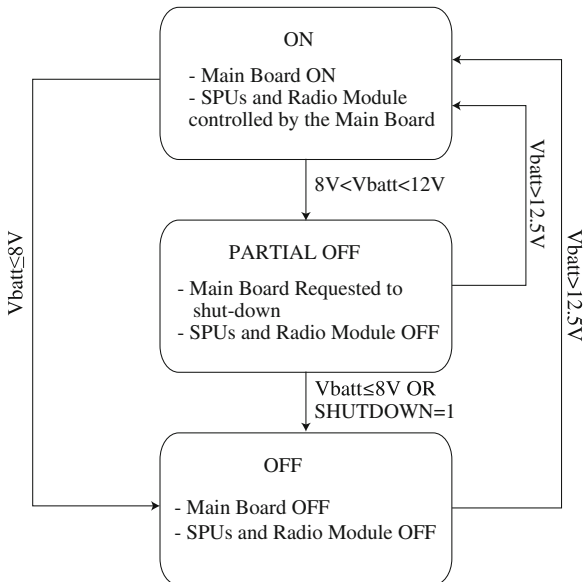 ON
- Main Board ON
- SPUs and Radio Module
controlled by the Main Board
Vbatt≤8V
8V<Vbatt<12V
Vbatt>12.5V
Vbatt>12.5V
PARTIAL OFF
- Main Board Requested to
shut-down
- SPUs and Radio Module OFF
Vbatt≤8V OR
SHUTDOWN=1
OFF
- Main Board OFF
- SPUs and Radio Module OFF